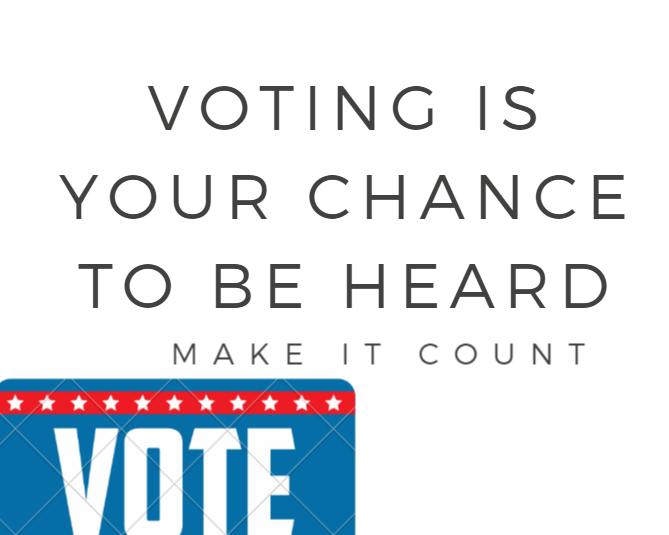 VOTING IS
YOUR CHANCE
TO BE HEARD
MAKE IT COUNT
VOTE